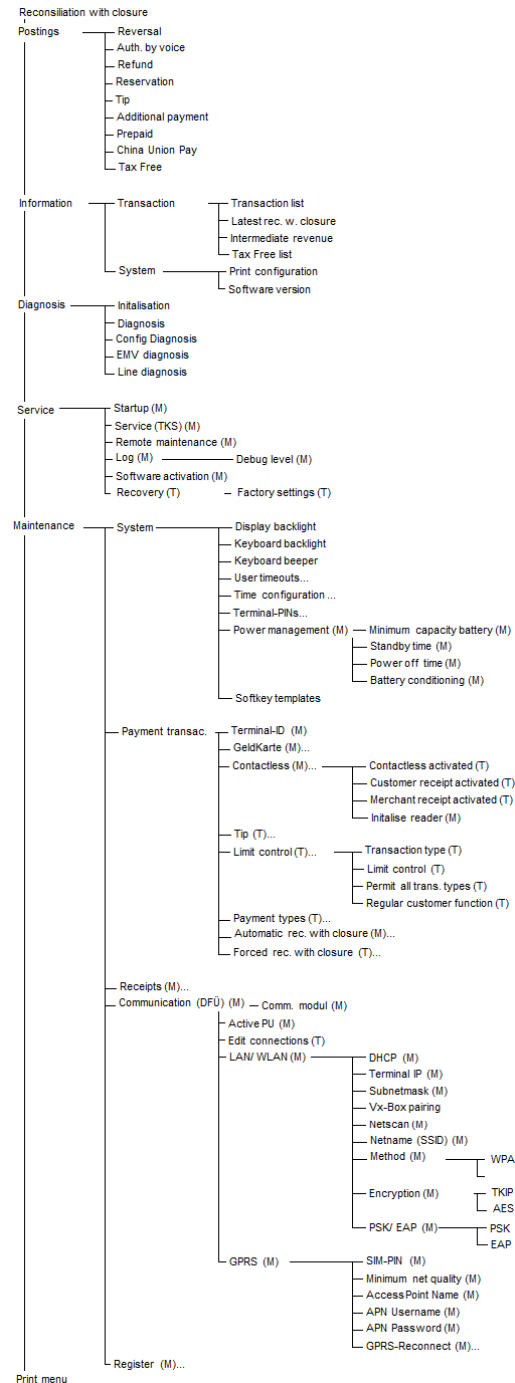 Reconsiliation with closure
Postings
Reversal
Auth. by voice
Refund
Reservation
Tip
Additional payment
Prepaid
China Union Pay
Tax Free
Information
Transaction
Transaction list
Latest rec. w. closure
Intermediate revenue
Tax Free list
System
Print configuration
Software version
Diagnosis
Initalisation
Diagnosis
Config Diagnosis
EMV diagnosis
Line diagnosis
Service
Startup (M)
Service (TKS) (M)
Remote maintenance (M)
Log (M)
Debug level (M)
Software activation (M)
Recovery (T)
Factory settings (T)
Maintenance
System
Display backlight
Keyboard backlight
Keyboard beeper
User timeouts...
Time configuration ...
Terminal-PINs...
Power management (M)
Minimum capacity battery (M)
Standby time (M)
Power off time (M)
Battery conditioning (M)
Softkey templates
Payment transac.
Terminal-ID (M)
GeldKarte (M)...
Contactless (M)...
Contactless activated (T)
Customer receipt activated (T)
Merchant receipt activated (T)
Initalise reader (M)
Tip (T)...
Limit control (T)...
Transaction type (T)
Limit control (T)
Permit all trans. types (T)
Regular customer function (T)
Payment types (T)...
Automatic rec. with closure (M)...
Forced rec. with closure (T)...
Receipts (M)...
Communication (DFÜ) (M)
Comm. modul (M)
Active PU (M)
Edit connections (T)
LAN/ WLAN (M)
DHCP (M)
Terminal IP (M)
Subnetmask (M)
Vx-Box pairing
Netscan (M)
Netname (SSID) (M)
Method (M)
WPA
Encryption (M)
TKIP
AES
PSK/ EAP (M)
PSK
EAP
GPRS (M)
SIM-PIN (M)
Minimum net quality (M)
Access Point Name (M)
APN Username (M)
APN Password (M)
GPRS-Reconnect (M)...
Register (M)...
Print menu